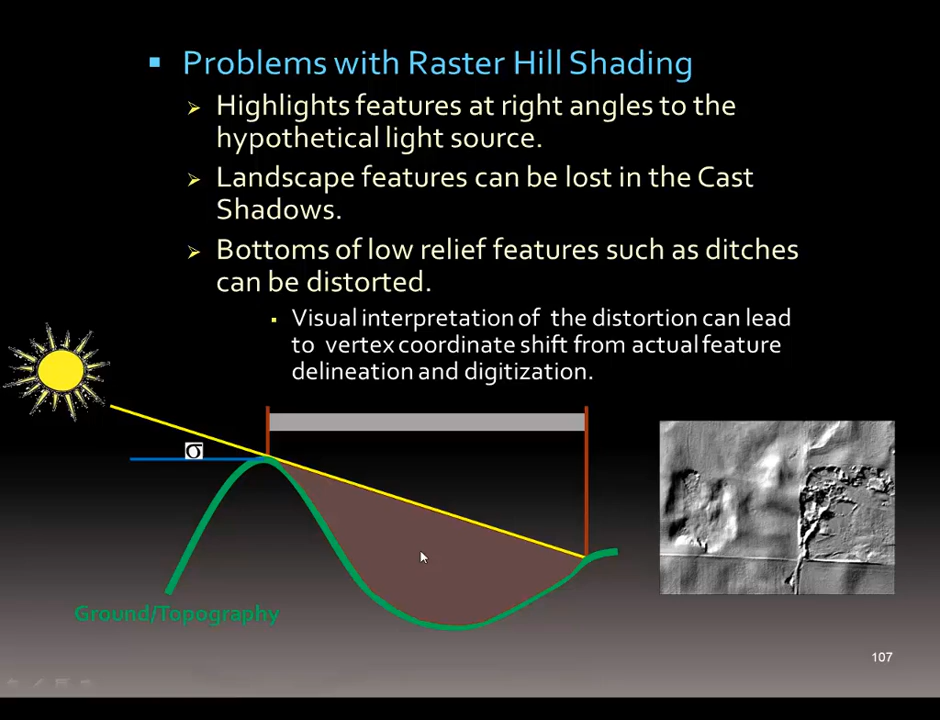 Problems with Raster Hill Shading
Highlights features at right angles to the
hypothetical light source.
Landscape features can be lost in the Cast
Shadows.
Bottoms of low relief features such as ditches
can be distorted.
Visual interpretation of the distortion can lead
to vertex coordinate shift from actual feature
delineation and digitization.
σ
Ground/Topography
107